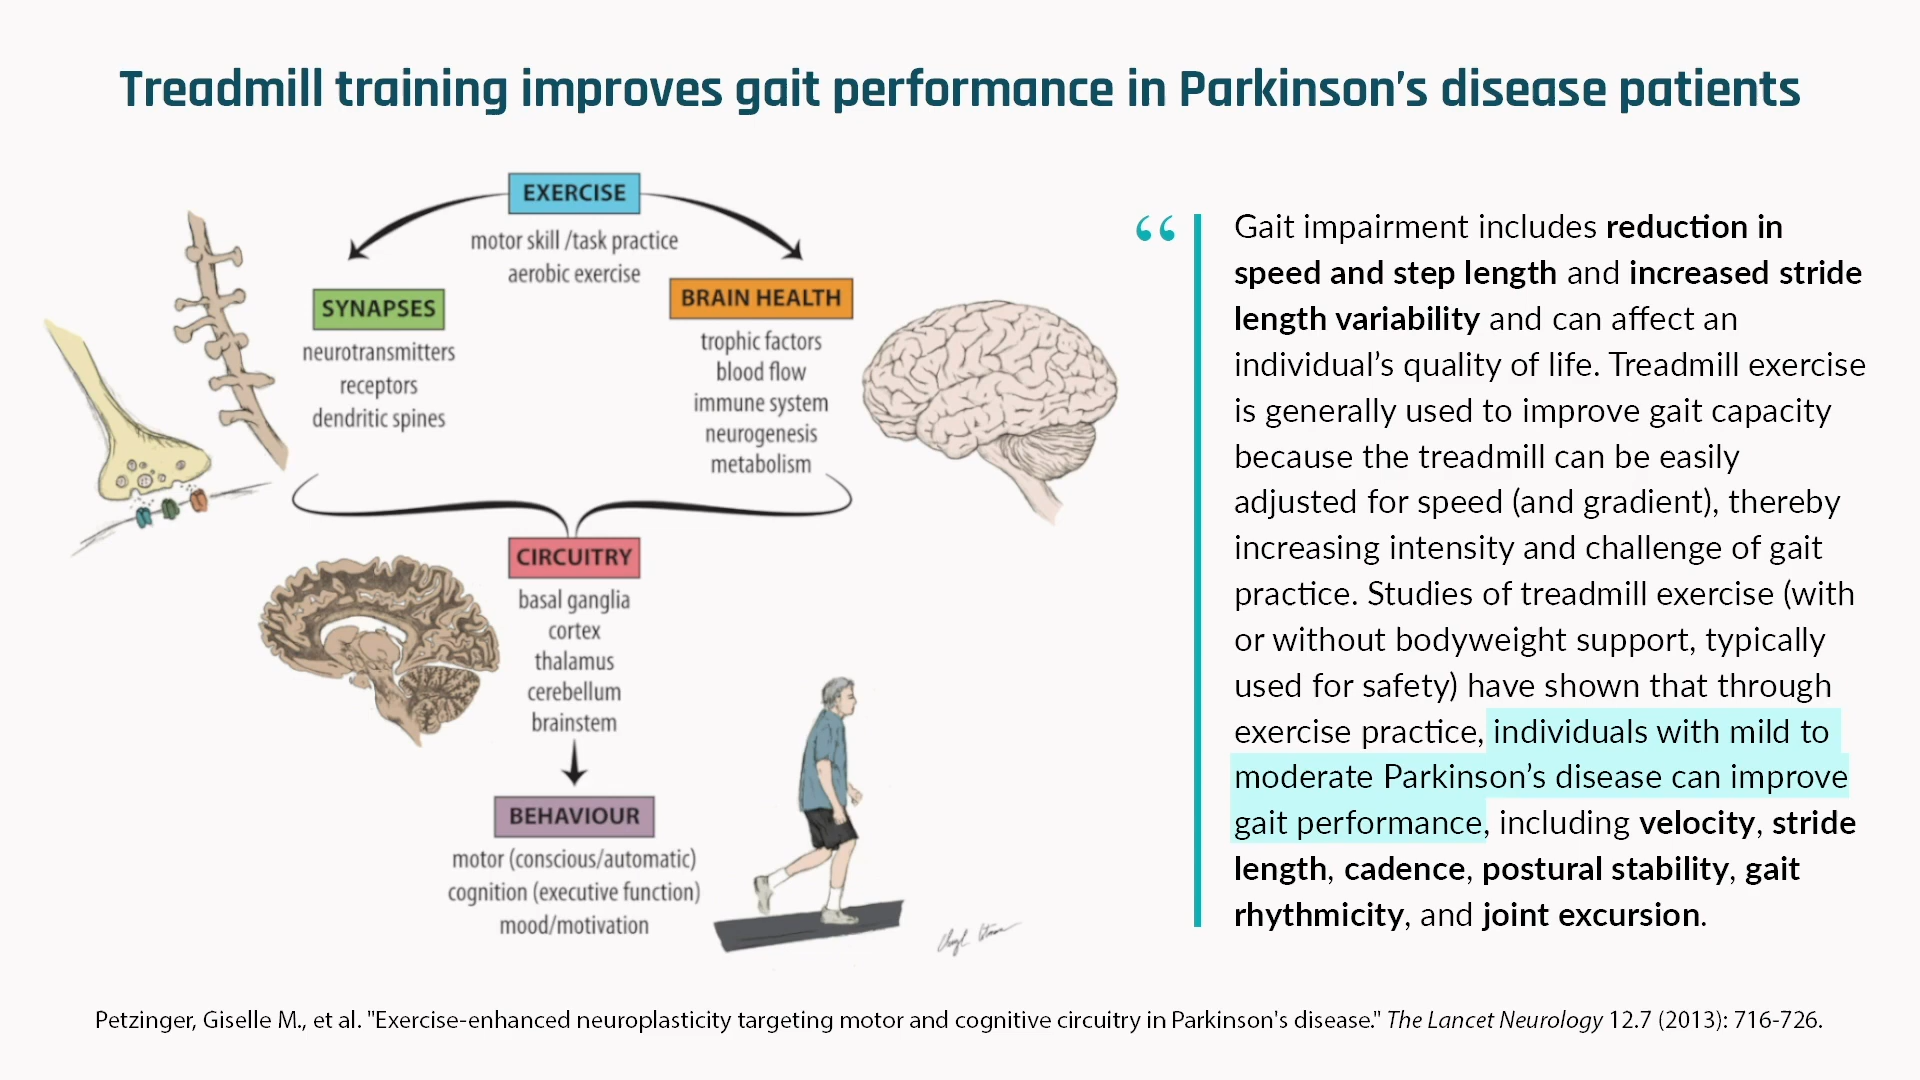 Treadmill training improves gait performance in Parkinson's disease patients
EXERCISE
motor skill /task practice
aerobic exercise
SYNAPSES
neurotransmitters
receptors
dendritic spines
BRAIN HEALTH
trophic factors
blood flow
immune system
neurogenesis
metabolism
CIRCUITRY
basal ganglia
cortex
thalamus
cerebellum
brainstem
BEHAVIOUR
motor (conscious/automatic)
cognition (executive function)
mood/motivation
“
Gait impairment includes reduction in
speed and step length and increased stride
length variability and can affect an
individual’s quality of life. Treadmill exercise
is generally used to improve gait capacity
because the treadmill can be easily
adjusted for speed (and gradient), thereby
increasing intensity and challenge of gait
practice. Studies of treadmill exercise (with
or without bodyweight support, typically
used for safety) have shown that through
exercise practice, individuals with mild to
moderate Parkinson’s disease can improve
gait performance, including velocity, stride
length, cadence, postural stability, gait
rhythmicity, and joint excursion.
Petzinger, Giselle M., et al. "Exercise-enhanced neuroplasticity targeting motor and cognitive circuitry in Parkinson's disease." The Lancet Neurology 12.7 (2013): 716-726.